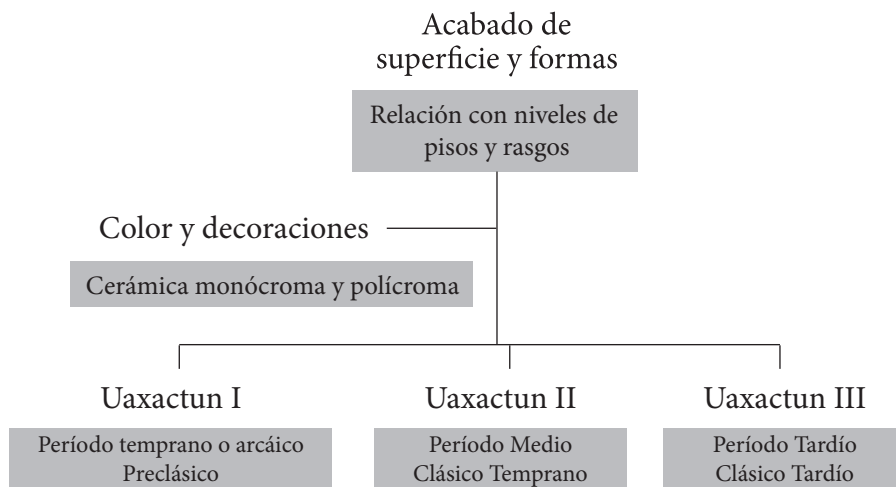 Acabado de
superficie y formas
Relación con niveles de
pisos y rasgos
Color y decoraciones
Cerámica monócroma y polícroma
Uaxactun I
Período temprano o arcáico
Preclásico
Uaxactun II
Período Medio
Clásico Temprano
Uaxactun III
Período Tardío
Clásico Tardío